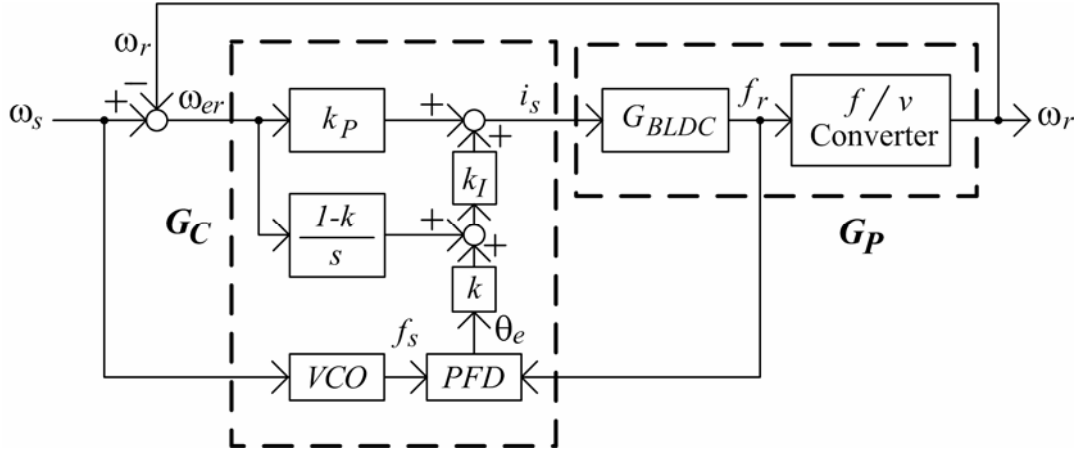 ω_r
−
+
ω_s
ω_er
k_P
+
+
i_s
G_BLDC
f_r
f / v
Converter
ω_r
k_I
G_C
1-k
s
+
+
G_P
k
f_s
θ_e
VCO
PFD